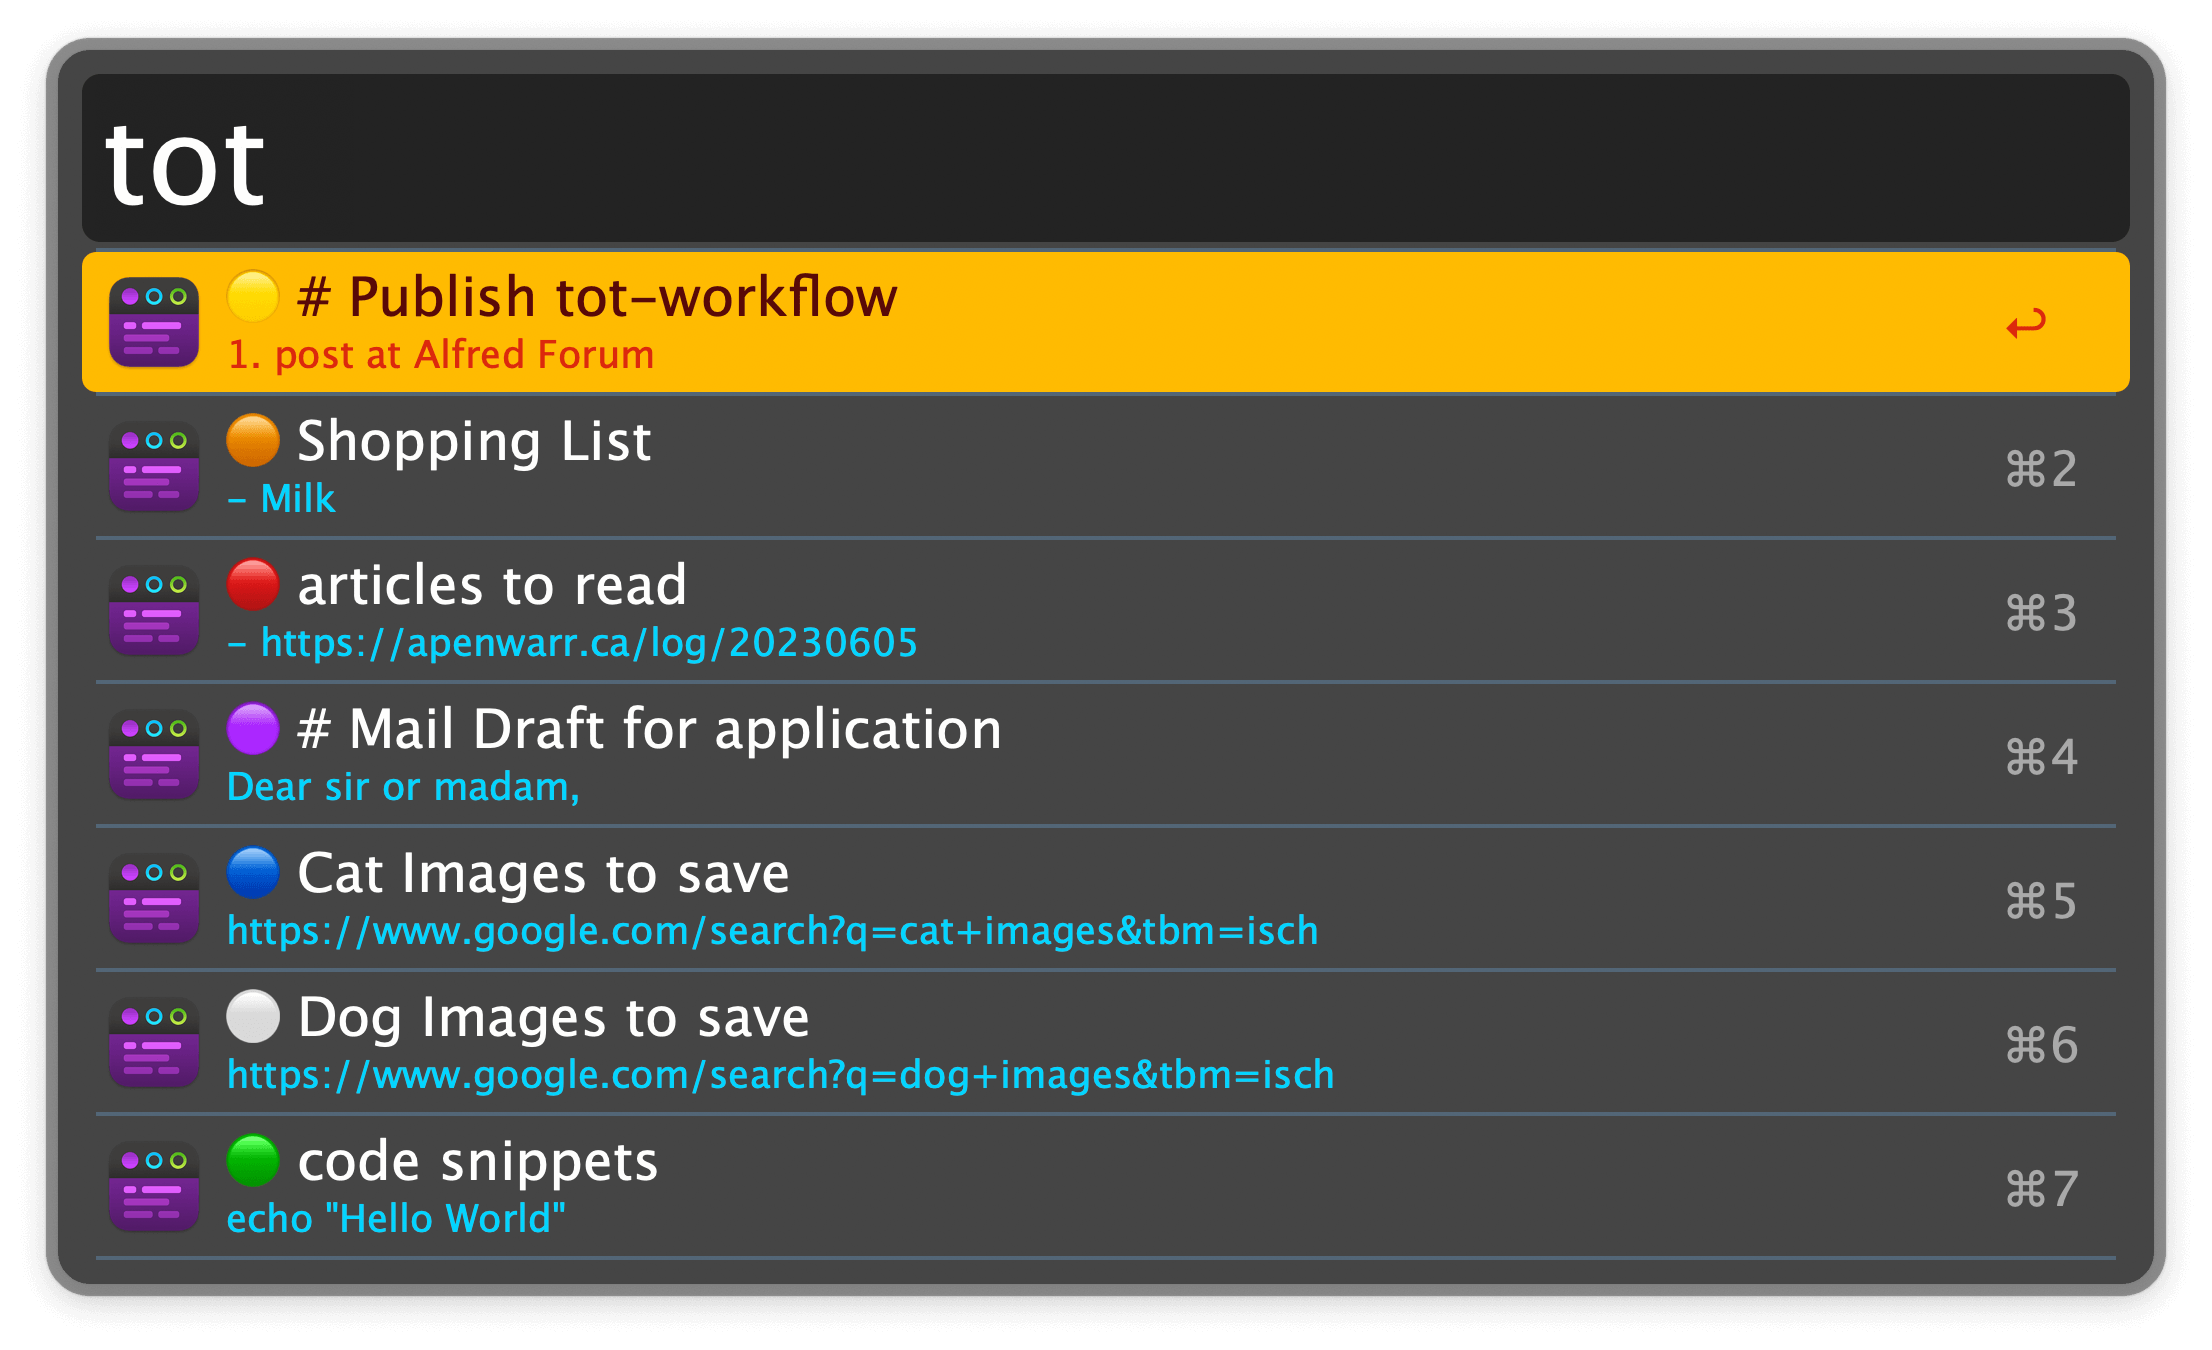 tot
🟡 # Publish tot-workflow
1. post at Alfred Forum
↩
🟠 Shopping List
- Milk
⌘2
🔴 articles to read
- https://apenwarr.ca/log/20230605
⌘3
🟣 # Mail Draft for application
Dear sir or madam,
⌘4
🔵 Cat Images to save
https://www.google.com/search?q=cat+images&tbm=isch
⌘5
⚪ Dog Images to save
https://www.google.com/search?q=dog+images&tbm=isch
⌘6
🟢 code snippets
echo "Hello World"
⌘7